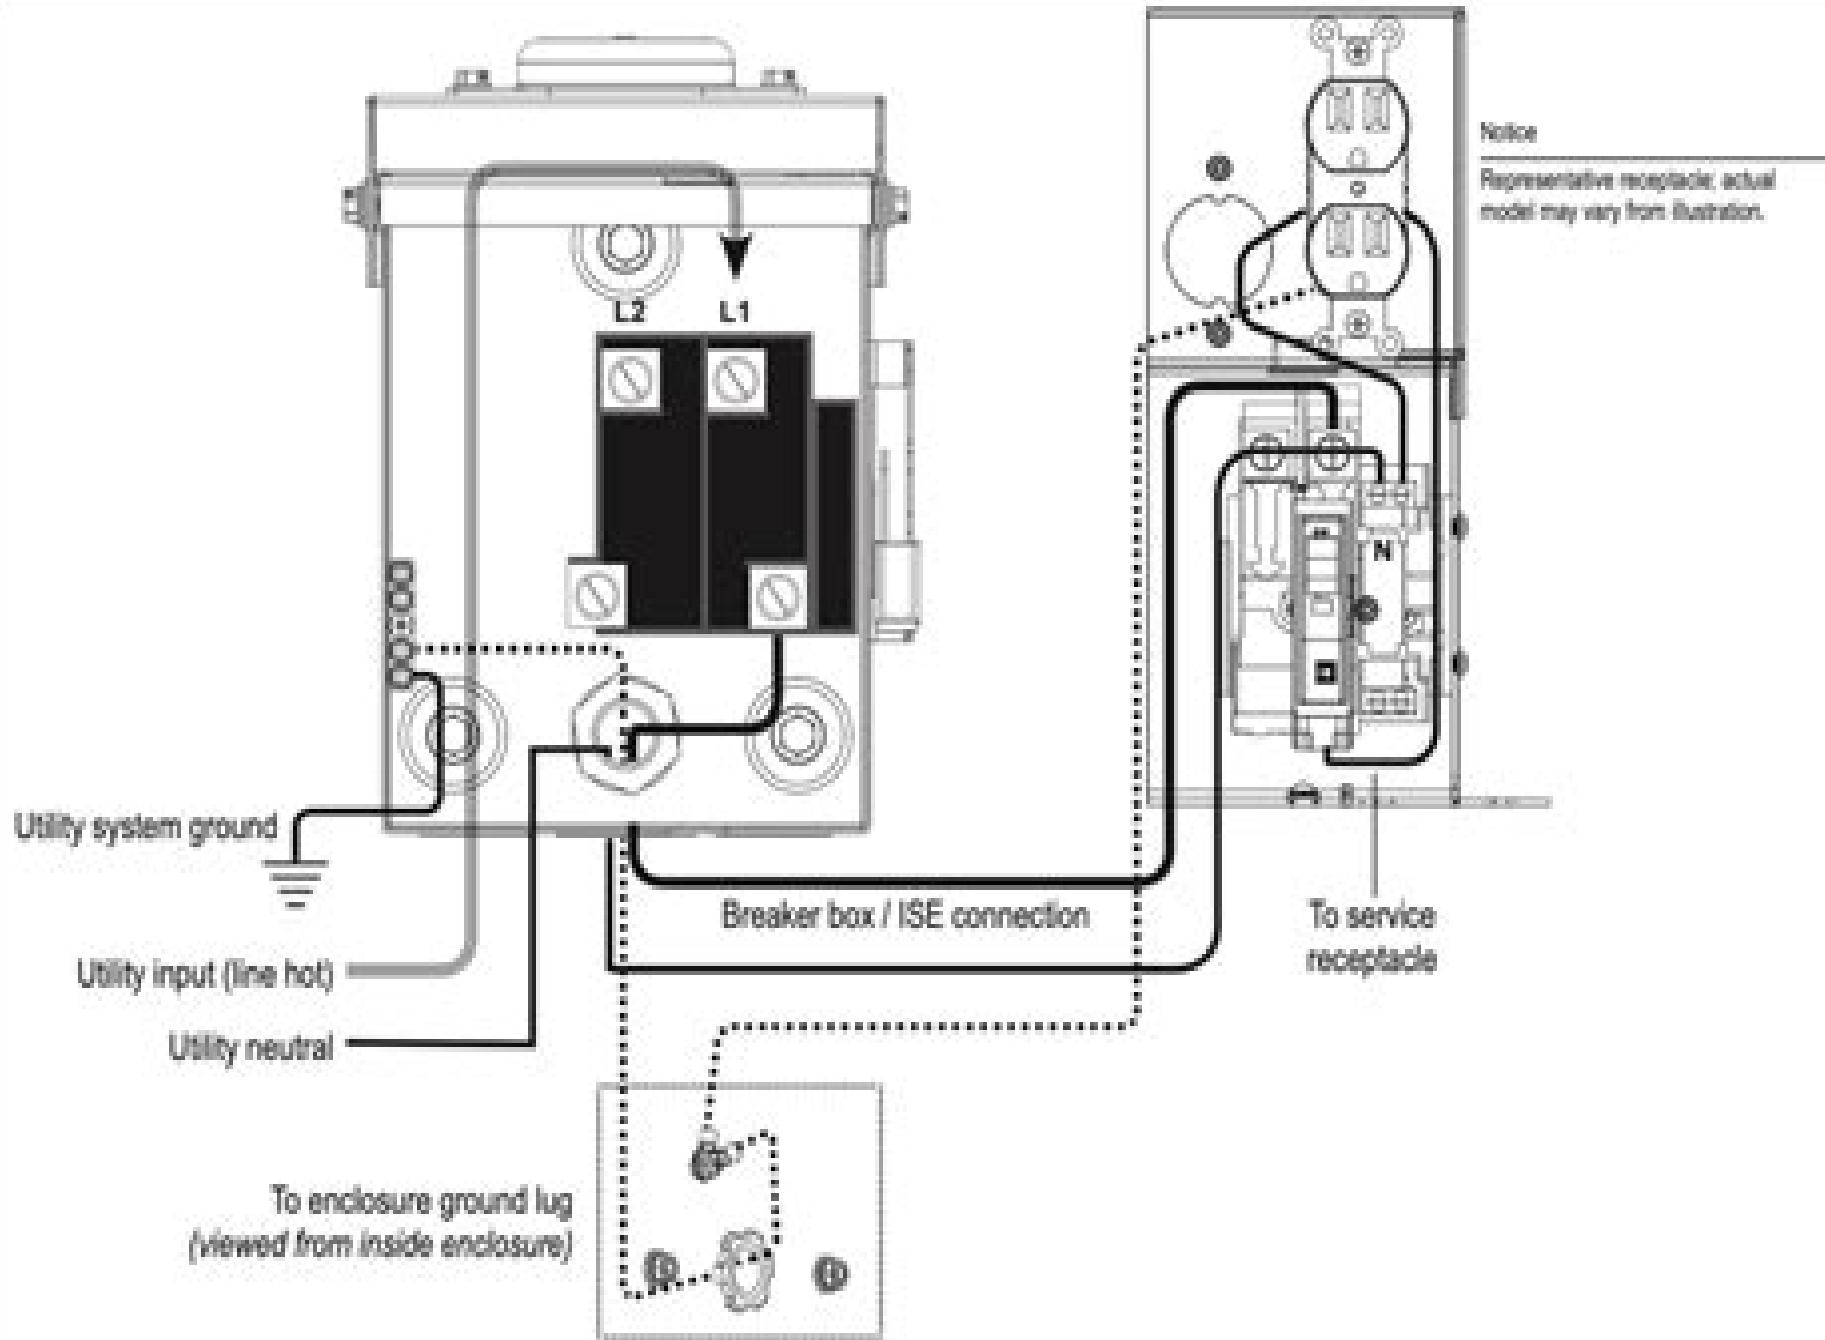 Notice
Representative receptacle; actual
model may vary from illustration.
L2
L1
N
Utility system ground
Breaker box / ISE connection
To service
receptacle
Utility input (line hot)
Utility neutral
To enclosure ground lug
(viewed from inside enclosure)